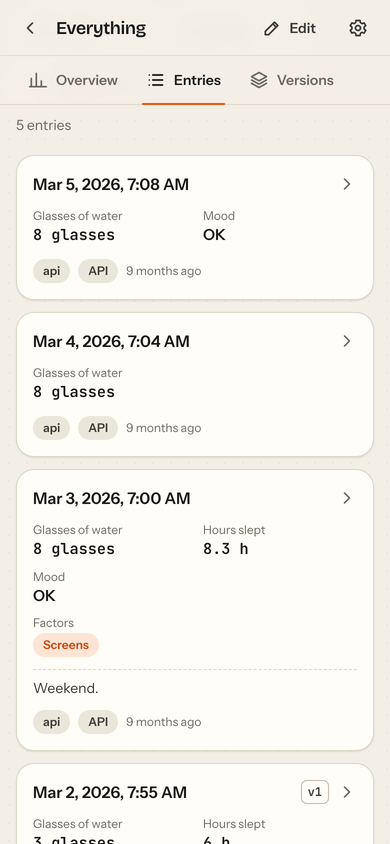 Everything Edit
Overview Entries Versions
5 entries
Mar 5, 2026, 7:08 AM
Glasses of water Mood
8 glasses OK
api API 9 months ago
Mar 4, 2026, 7:04 AM
Glasses of water
8 glasses
api API 9 months ago
Mar 3, 2026, 7:00 AM
Glasses of water Hours slept
8 glasses 8.3 h
Mood
OK
Factors
Screens
Weekend.
api API 9 months ago
Mar 2, 2026, 7:55 AM v1
Glasses of water Hours slept
3 glasses 6 h